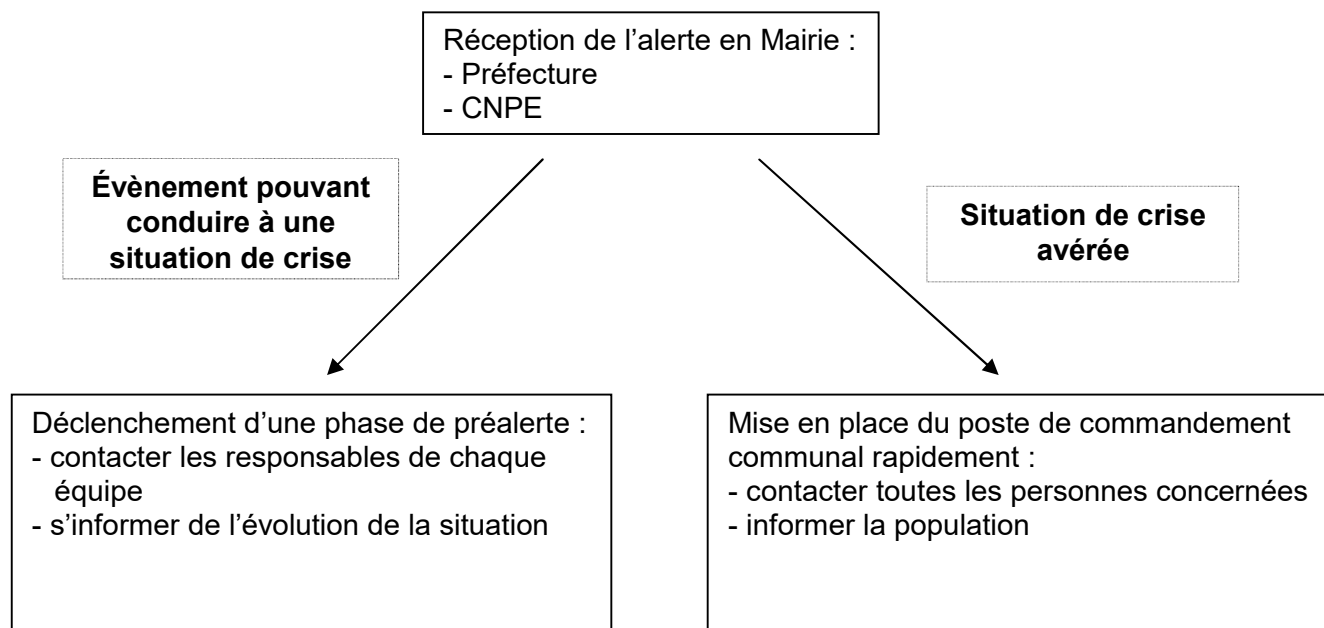 Réception de l’alerte en Mairie :
- Préfecture
- CNPE
Évènement pouvant
conduire à une
situation de crise
Situation de crise
avérée
Déclenchement d’une phase de préalerte :
- contacter les responsables de chaque
équipe
- s’informer de l’évolution de la situation
Mise en place du poste de commandement
communal rapidement :
- contacter toutes les personnes concernées
- informer la population